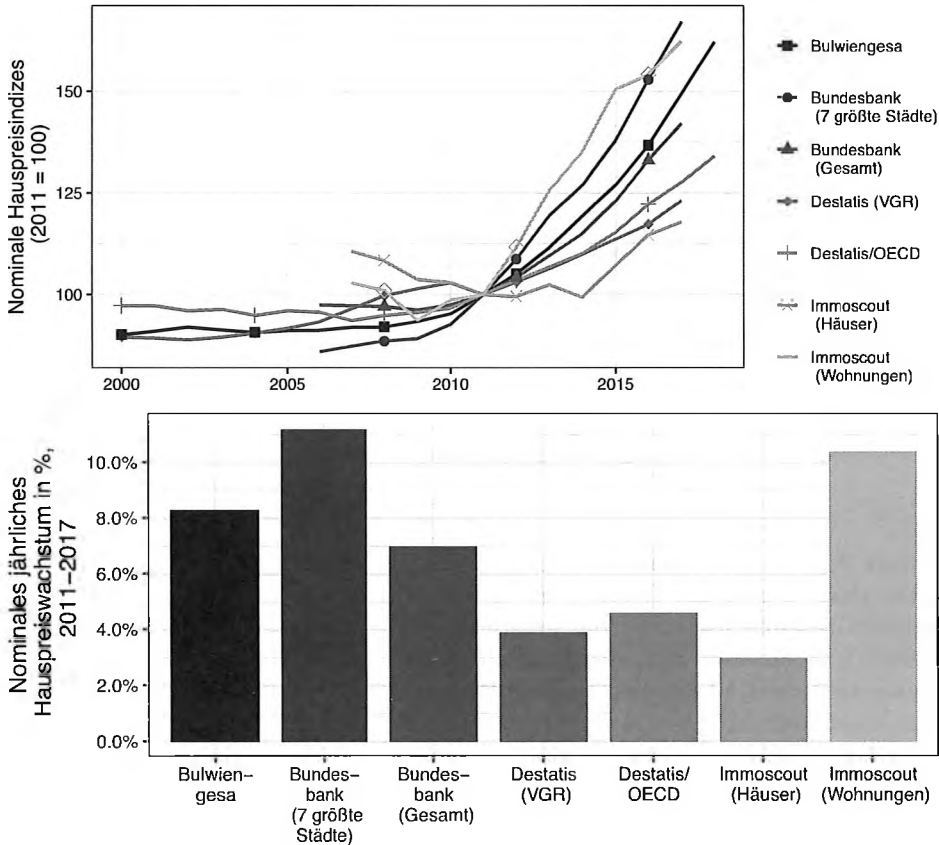 Nominale Hauspreisindizes
(2011 = 100)
150
125
100
2000
2005
2010
2015
Bulwiengesa
Bundesbank
(7 größte Städte)
Bundesbank
(Gesamt)
Destatis (VGR)
Destatis/OECD
Immoscout
(Häuser)
Immoscout
(Wohnungen)
Nominales jährliches
Hauspreiswachstum in %,
2011–2017
10.0%
8.0%
6.0%
4.0%
2.0%
0.0%
Bulwien–
gesa
Bundes–
bank
(7 größte
Städte)
Bundes–
bank
(Gesamt)
Destatis
(VGR)
Destatis/
OECD
Immoscout
(Häuser)
Immoscout
(Wohnungen)